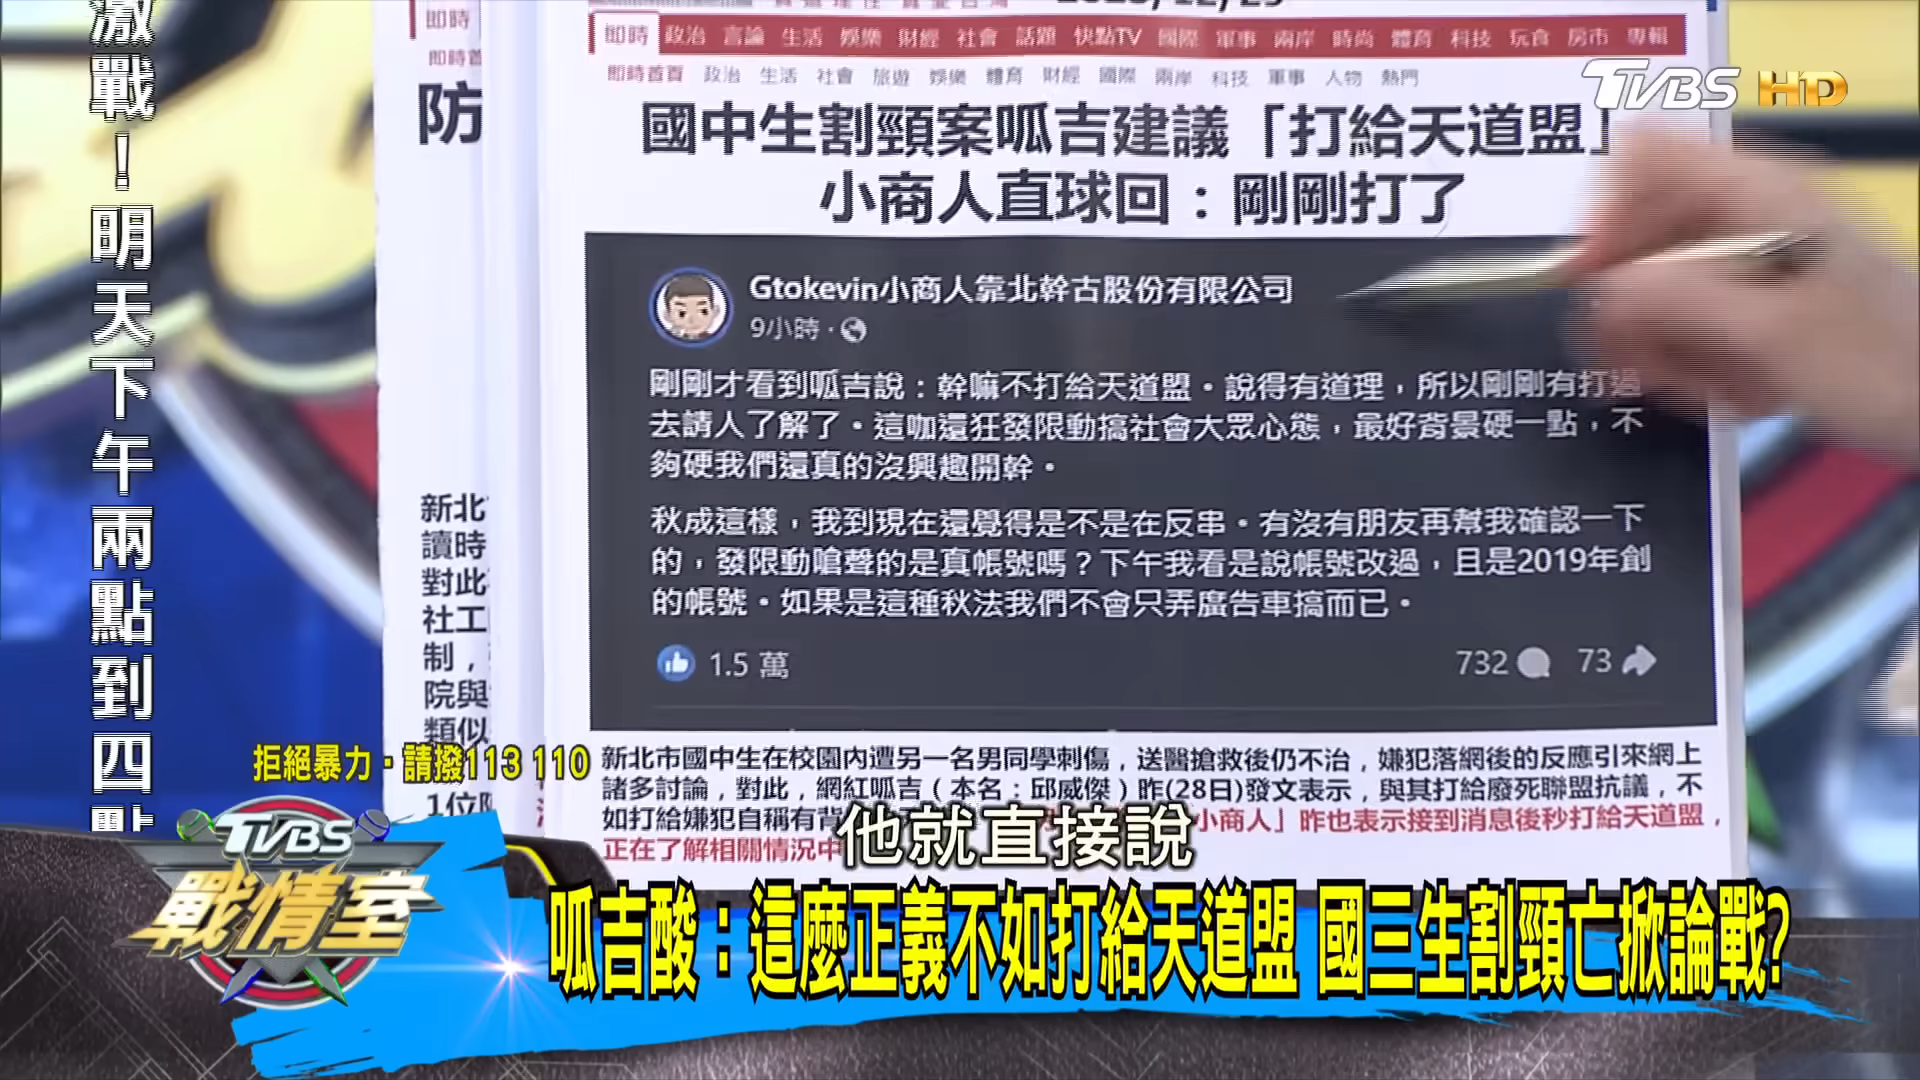 激戰！明天下午兩點到四點
即時
防
新北
讀時
對此
社工
制，
院與
類似
1位
即時 政治 言論 生活 娛樂 財經 社會 話題 快點TV 國際 軍事 兩岸 時尚 體育 科技 玩食 房市 專輯
即時首頁 政治 生活 社會 旅遊 娛樂 體育 財經 國際 兩岸 科技 軍事 人物 熱門
TVBS HD
國中生割頸案呱吉建議「打給天道盟」
小商人直球回：剛剛打了
Gtokevin小商人靠北幹古股份有限公司
9小時·
剛剛才看到呱吉說：幹嘛不打給天道盟。說得有道理，所以剛剛有打過
去請人了解了。這咖還狂發限動搞社會大眾心態，最好背景硬一點，不
夠硬我們還真的沒興趣開幹。
秋成這樣，我到現在還覺得是不是在反串。有沒有朋友再幫我確認一下
的，發限動嗆聲的是真帳號嗎？下午我看是說帳號改過，且是2019年創
的帳號。如果是這種秋法我們不會只弄廣告車搞而已。
1.5 萬
732 73
新北市國中生在校園內遭另一名男同學刺傷，送醫搶救後仍不治，嫌犯落網後的反應引來網上
諸多討論，對此，網紅呱吉（本名：邱威傑）昨(28日)發文表示，與其打給廢死聯盟抗議，不
如打給嫌犯自稱有背 小商人」昨也表示接到消息後秒打給天道盟，
正在了解相關情況中
拒絕暴力·請撥113 110
他就直接說
TVBS
戰情室
呱吉酸：這麼正義不如打給天道盟 國三生割頸亡掀論戰?